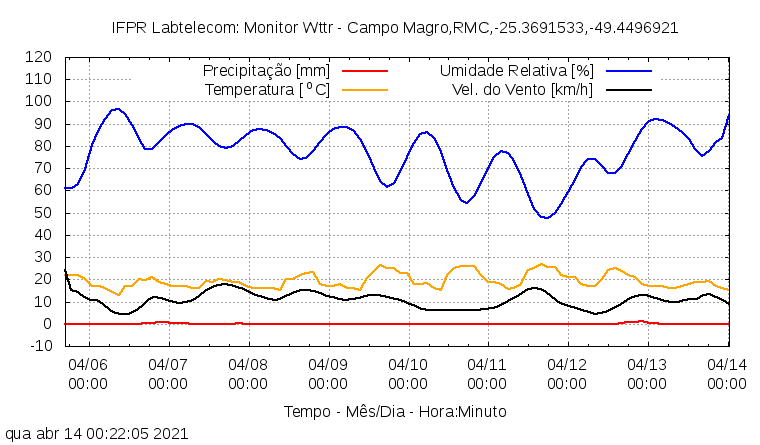 IFPR Labtelecom: Monitor Wttr - Campo Magro,RMC,-25.3691533,-49.4496921
120
110
100
90
80
70
60
50
40
30
20
10
0
-10
Precipitação [mm]
Temperatura [⁰C]
Umidade Relativa [%]
Vel. do Vento [km/h]
04/06 04/07 04/08 04/09 04/10 04/11 04/12 04/13 04/14
00:00 00:00 00:00 00:00 00:00 00:00 00:00 00:00 00:00
Tempo - Mês/Dia - Hora:Minuto
qua abr 14 00:22:05 2021